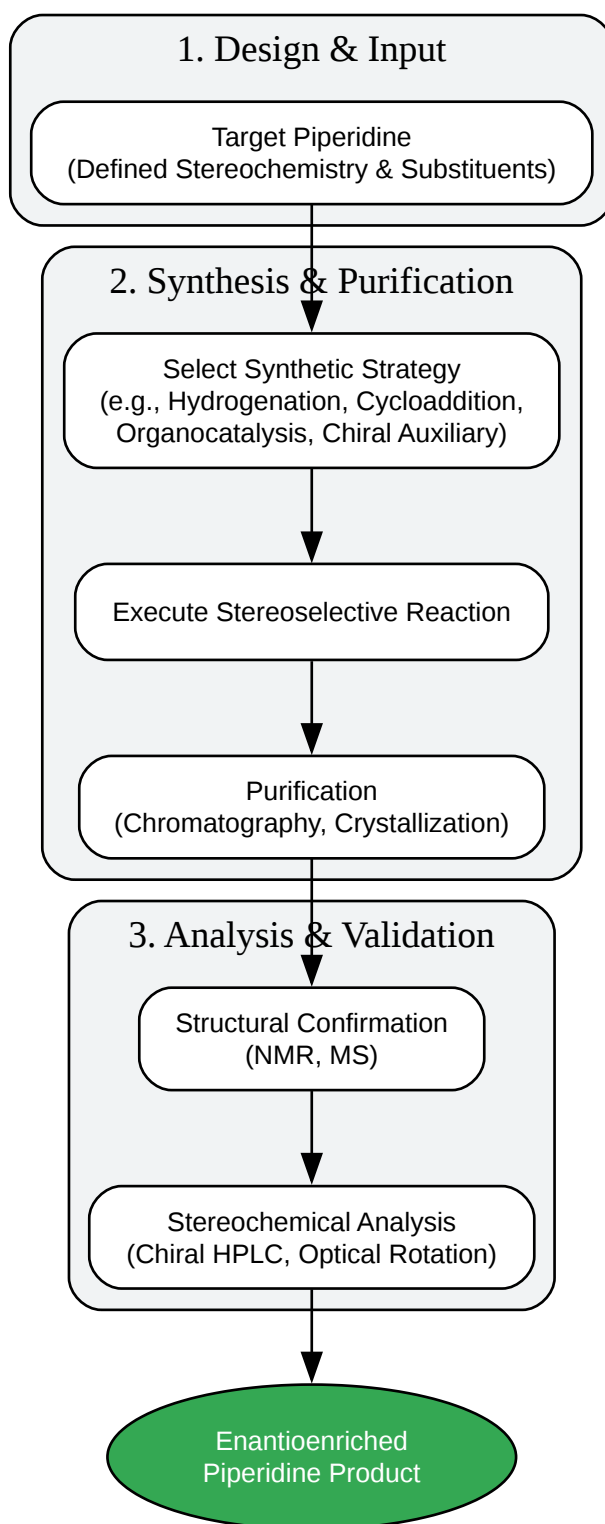 1. Design & Input
Target Piperidine
(Defined Stereochemistry & Substituents)
2. Synthesis & Purification
Select Synthetic Strategy
(e.g., Hydrogenation, Cycloaddition,
Organocatalysis, Chiral Auxiliary)
Execute Stereoselective Reaction
Purification
(Chromatography, Crystallization)
3. Analysis & Validation
Structural Confirmation
(NMR, MS)
Stereochemical Analysis
(Chiral HPLC, Optical Rotation)
Enantioenriched
Piperidine Product